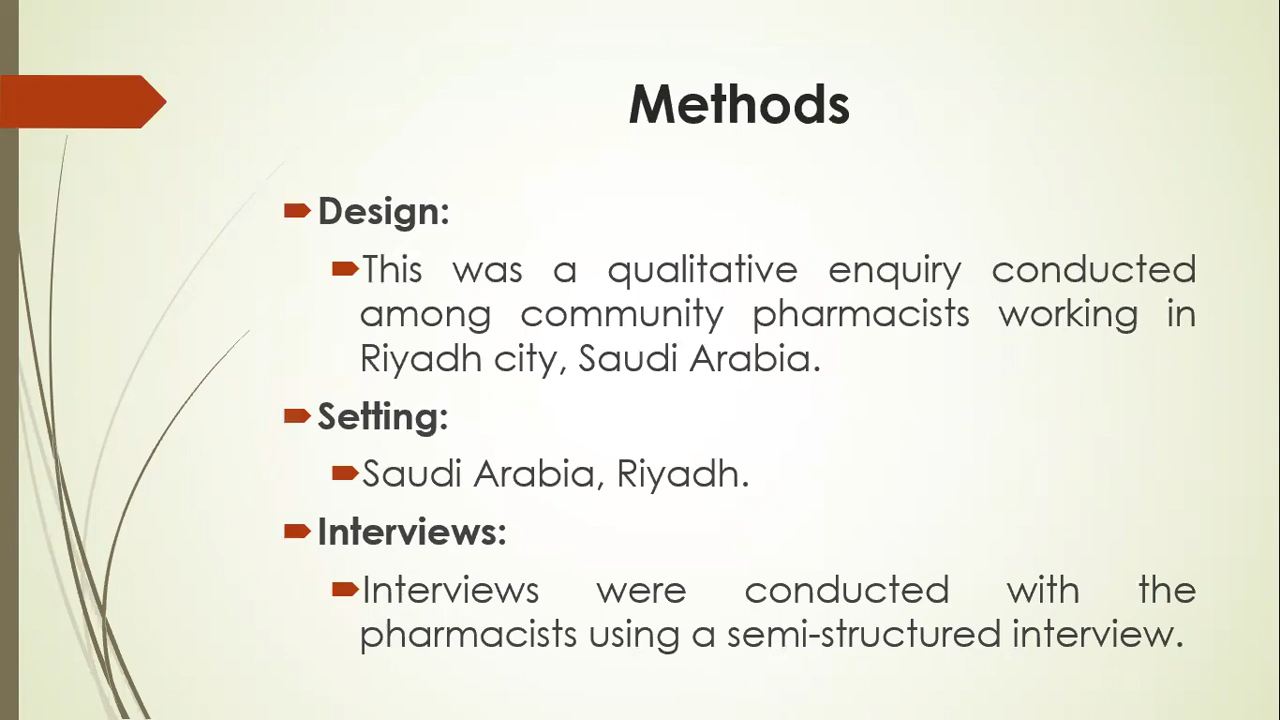 Methods
Design:
This was a qualitative enquiry conducted
among community pharmacists working in
Riyadh city, Saudi Arabia.
Setting:
Saudi Arabia, Riyadh.
Interviews:
Interviews were conducted with the
pharmacists using a semi-structured interview.